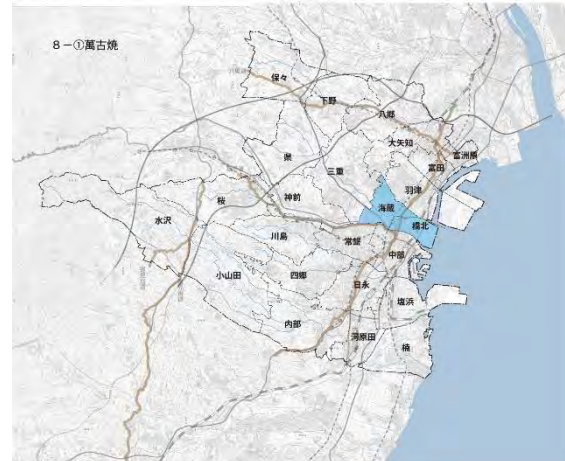 8－①萬古焼
保々
下野
八郷
大矢知
富田
富洲原
県
三重
羽津
神前
海蔵
桜
橋北
水沢
川島
常磐
中部
小山田
四郷
日永
塩浜
内部
河原田
楠